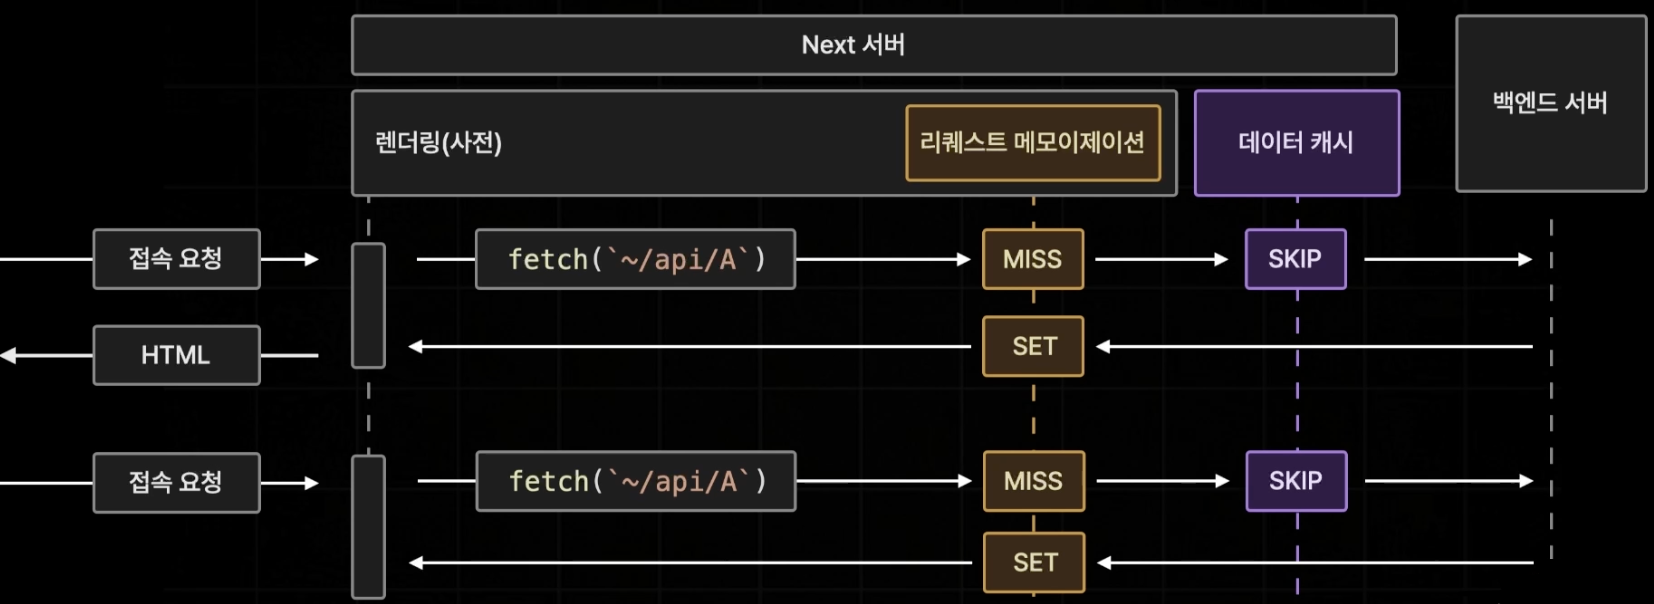 Next 서버
백엔드 서버
렌더링(사전)
리퀘스트 메모이제이션
데이터 캐시
접속 요청
fetch(`~/api/A`)
MISS
SKIP
HTML
SET
접속 요청
fetch(`~/api/A`)
MISS
SKIP
SET